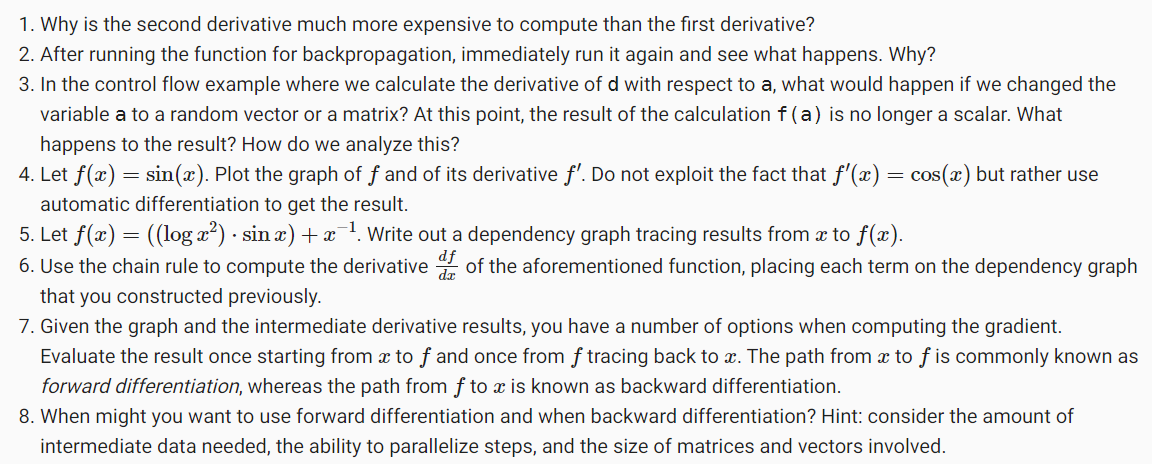 1. Why is the second derivative much more expensive to compute than the first derivative?
2. After running the function for backpropagation, immediately run it again and see what happens. Why?
3. In the control flow example where we calculate the derivative of d with respect to a, what would happen if we changed the
variable a to a random vector or a matrix? At this point, the result of the calculation f(a) is no longer a scalar. What
happens to the result? How do we analyze this?
4. Let f(x) = sin(x). Plot the graph of f and of its derivative f′. Do not exploit the fact that f′(x) = cos(x) but rather use
automatic differentiation to get the result.
5. Let f(x) = ((log x²) · sin x) + x⁻¹. Write out a dependency graph tracing results from x to f(x).
6. Use the chain rule to compute the derivative df/dx of the aforementioned function, placing each term on the dependency graph
that you constructed previously.
7. Given the graph and the intermediate derivative results, you have a number of options when computing the gradient.
Evaluate the result once starting from x to f and once from f tracing back to x. The path from x to f is commonly known as
forward differentiation, whereas the path from f to x is known as backward differentiation.
8. When might you want to use forward differentiation and when backward differentiation? Hint: consider the amount of
intermediate data needed, the ability to parallelize steps, and the size of matrices and vectors involved.